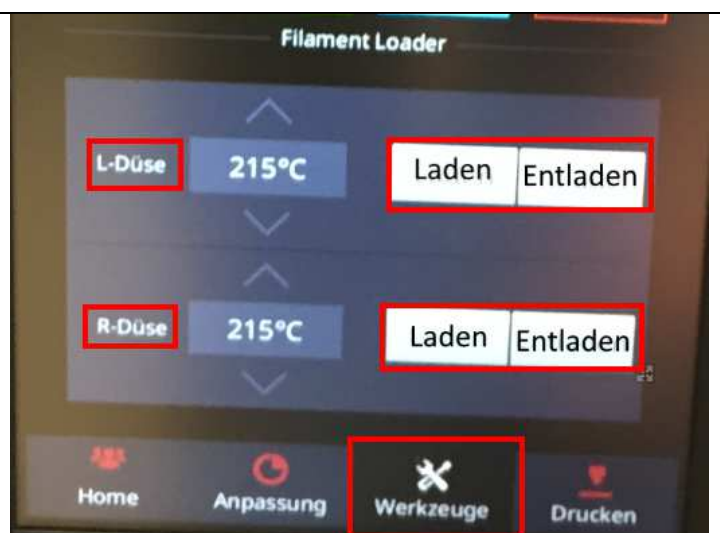 Filament Loader
L-Düse 215°C Laden Entladen
R-Düse 215°C Laden Entladen
Home Anpassung Werkzeuge Drucken